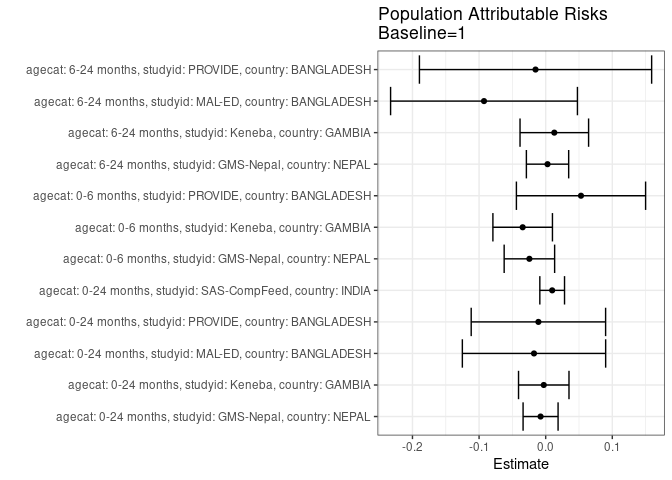 Population Attributable Risks
Baseline=1
agecat: 6-24 months, studyid: PROVIDE, country: BANGLADESH
agecat: 6-24 months, studyid: MAL-ED, country: BANGLADESH
agecat: 6-24 months, studyid: Keneba, country: GAMBIA
agecat: 6-24 months, studyid: GMS-Nepal, country: NEPAL
agecat: 0-6 months, studyid: PROVIDE, country: BANGLADESH
agecat: 0-6 months, studyid: Keneba, country: GAMBIA
agecat: 0-6 months, studyid: GMS-Nepal, country: NEPAL
agecat: 0-24 months, studyid: SAS-CompFeed, country: INDIA
agecat: 0-24 months, studyid: PROVIDE, country: BANGLADESH
agecat: 0-24 months, studyid: MAL-ED, country: BANGLADESH
agecat: 0-24 months, studyid: Keneba, country: GAMBIA
agecat: 0-24 months, studyid: GMS-Nepal, country: NEPAL
-0.2 -0.1 0.0 0.1
Estimate